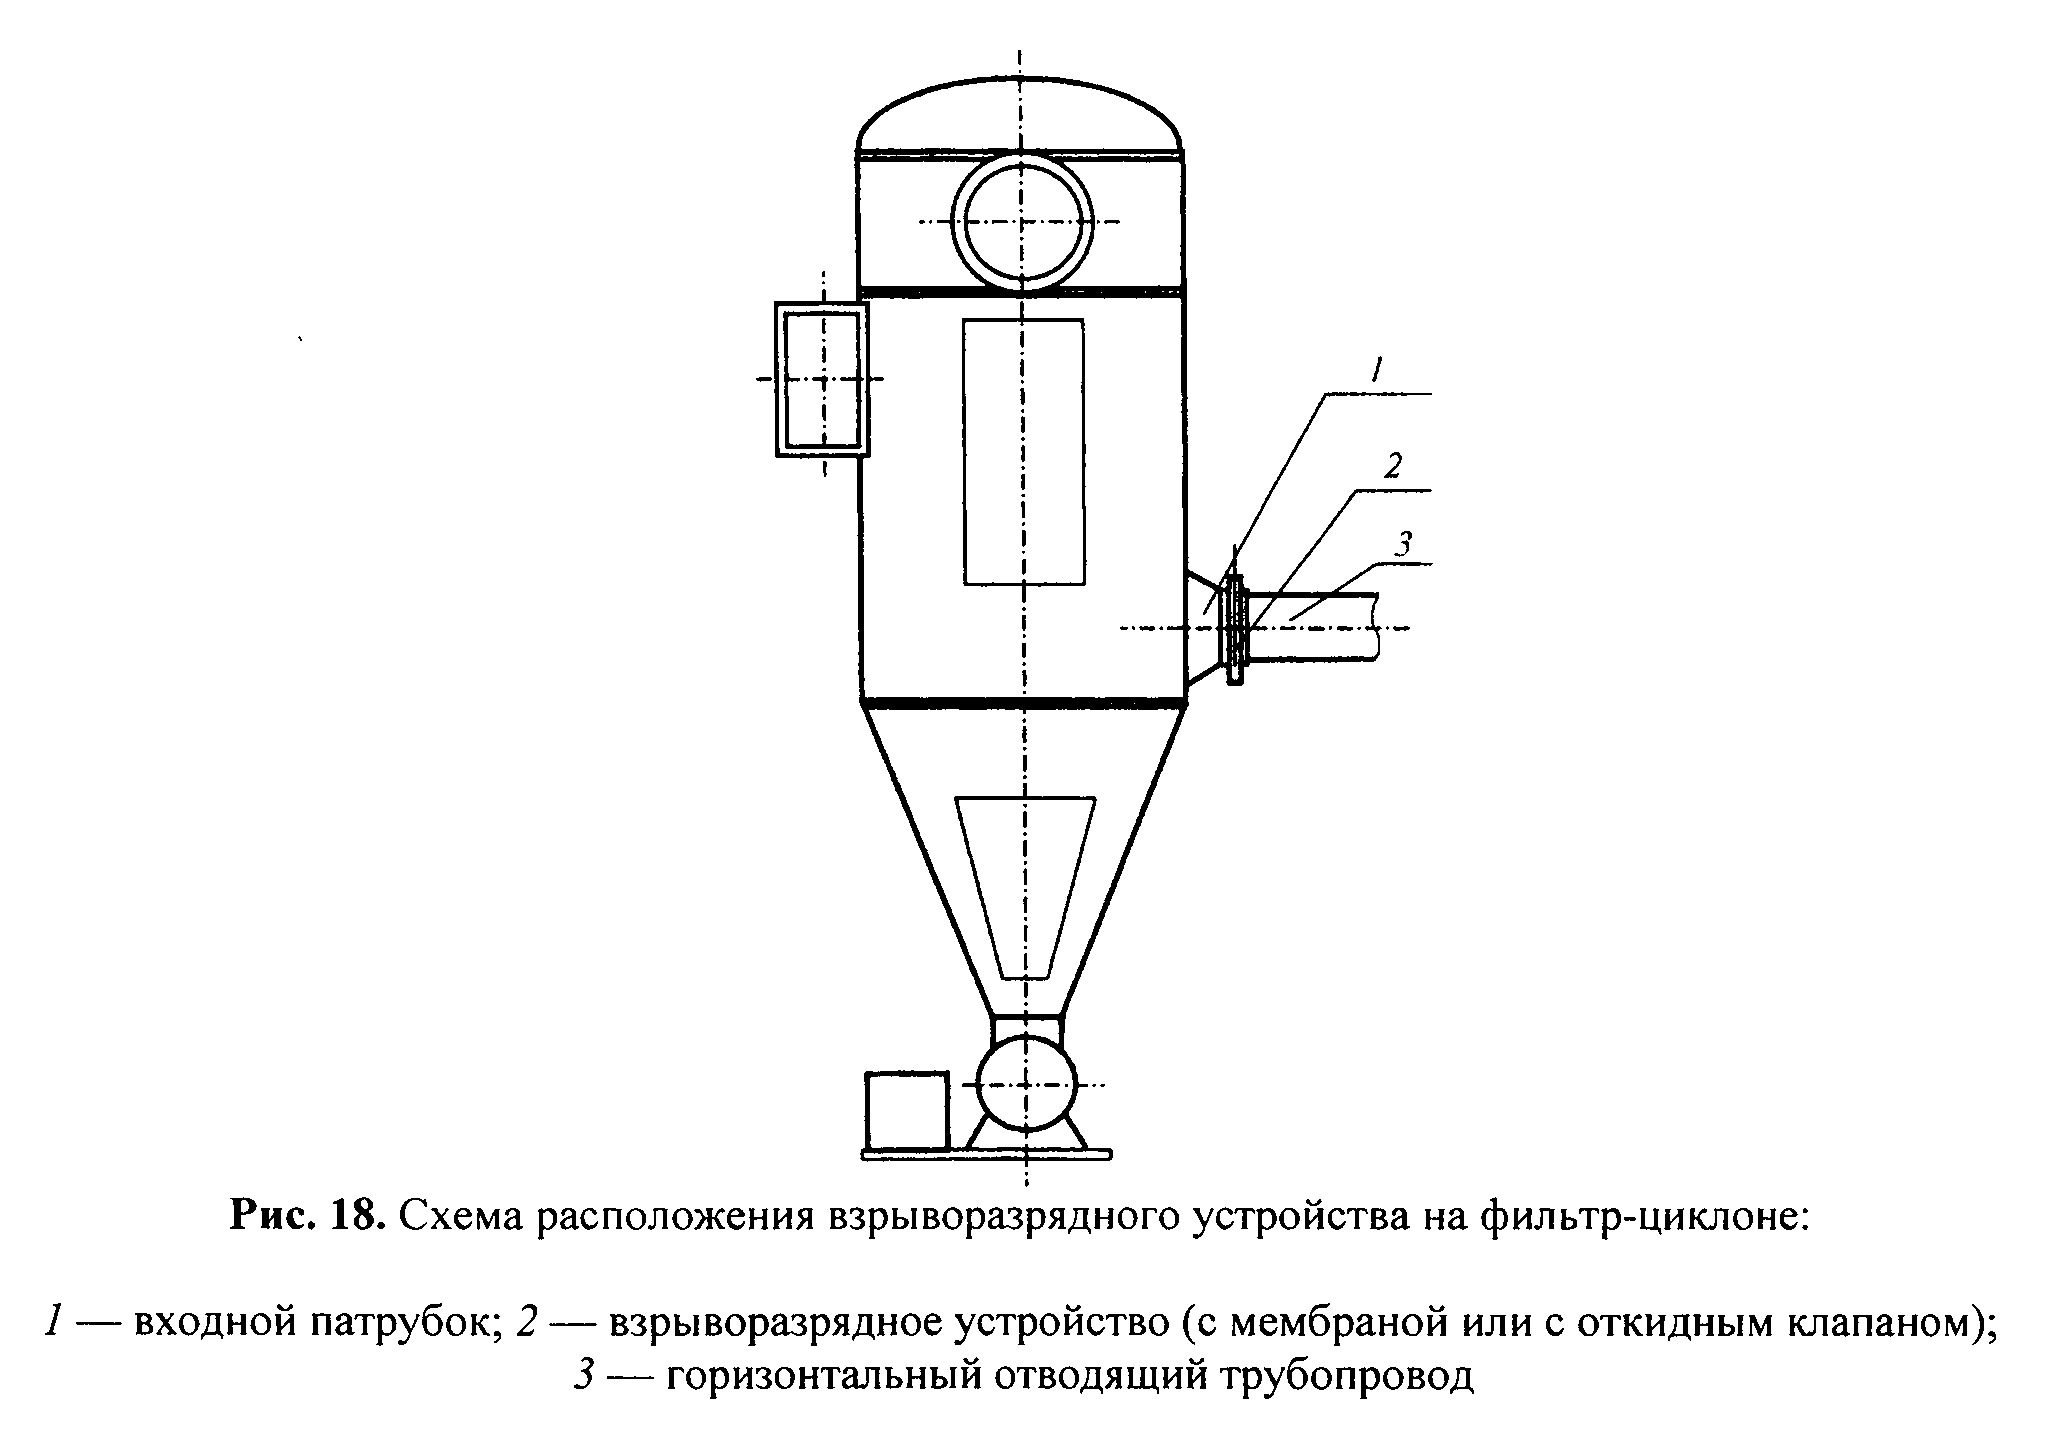 1
2
3
Рис. 18. Схема расположения взрыворазрядного устройства на фильтр-циклоне:
1 — входной патрубок; 2 — взрыворазрядное устройство (с мембраной или с откидным клапаном);
3 — горизонтальный отводящий трубопровод